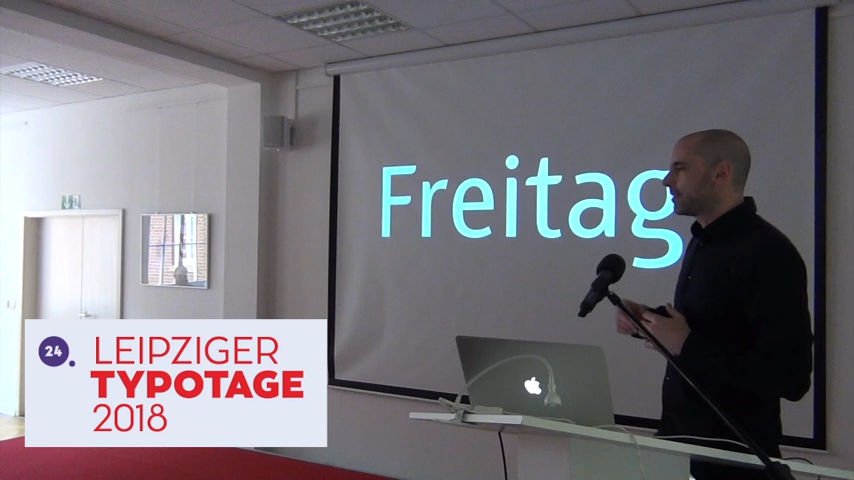 Freitag
24.
LEIPZIGER
TYPOTAGE
2018